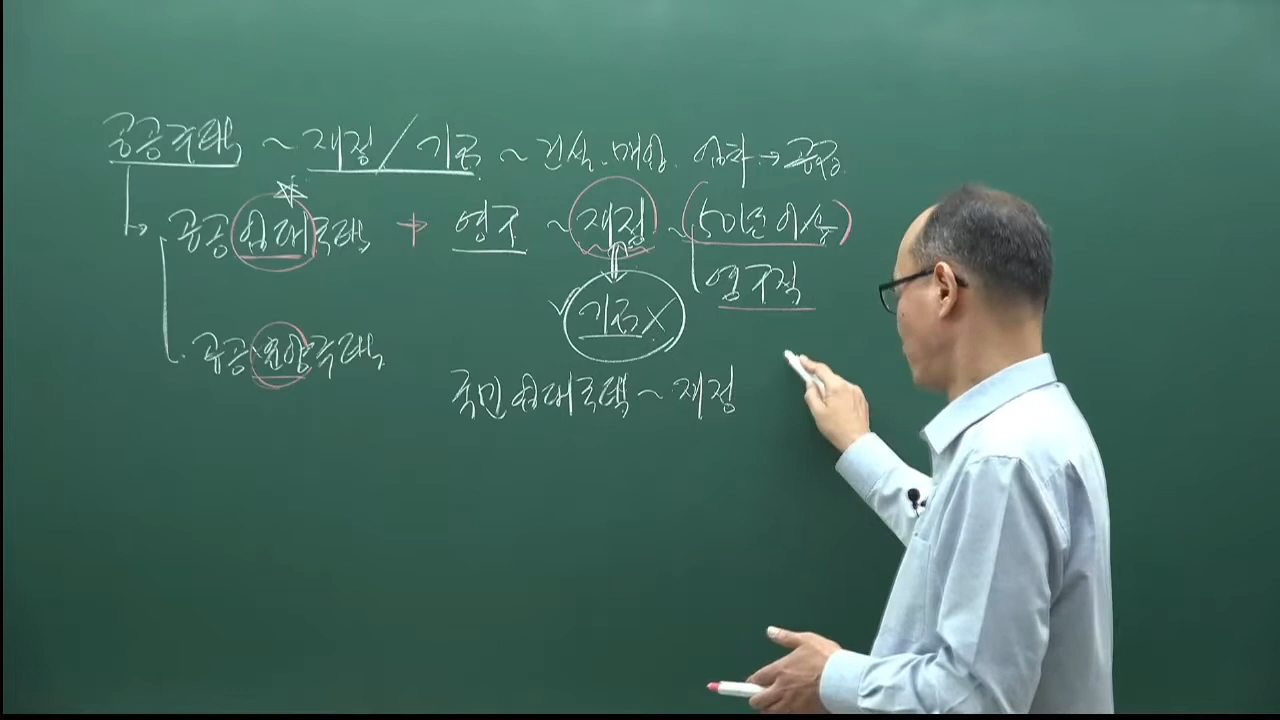 공공주택 ~ 재정/기금 ~ 건설. 매입. 임차 → 공급
공공임대주택 + 영구 ~ 재정 ~ (50년 이상)
영구적
기금X
공공분양주택
국민임대주택 ~ 재정